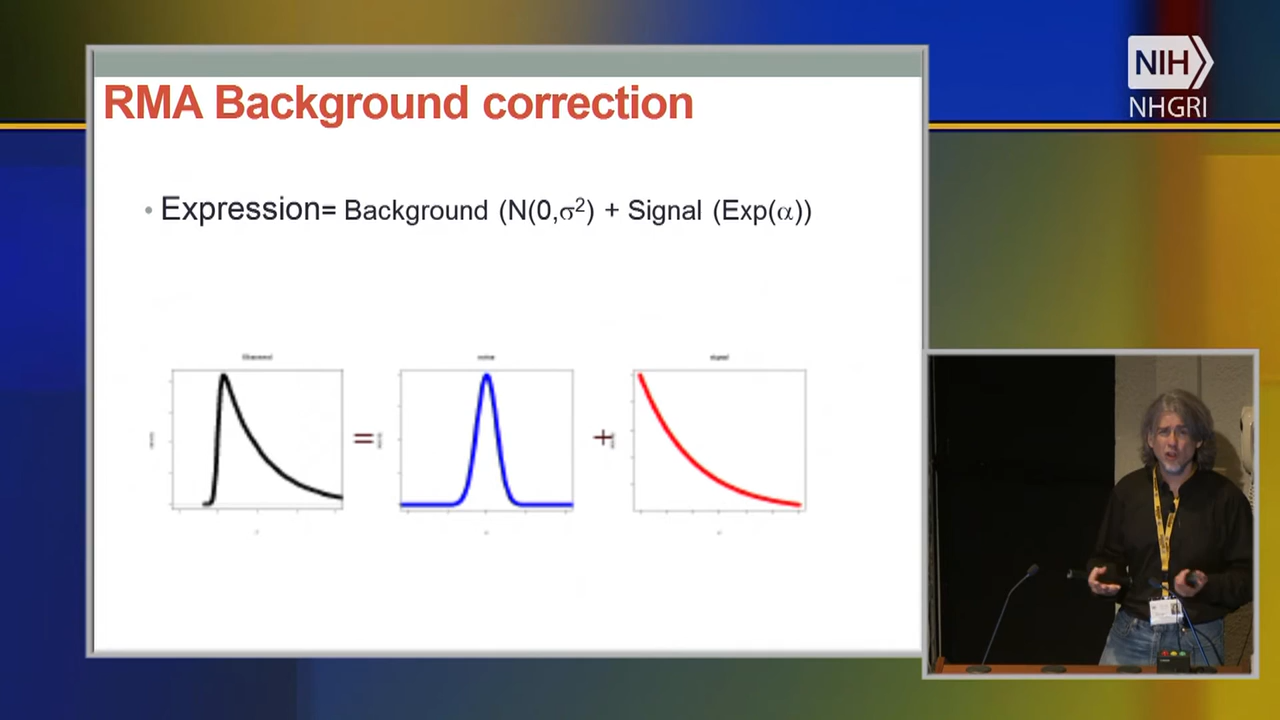 NIH
NHGRI
RMA Background correction
• Expression= Background (N(0,σ²) + Signal (Exp(α))
=
+